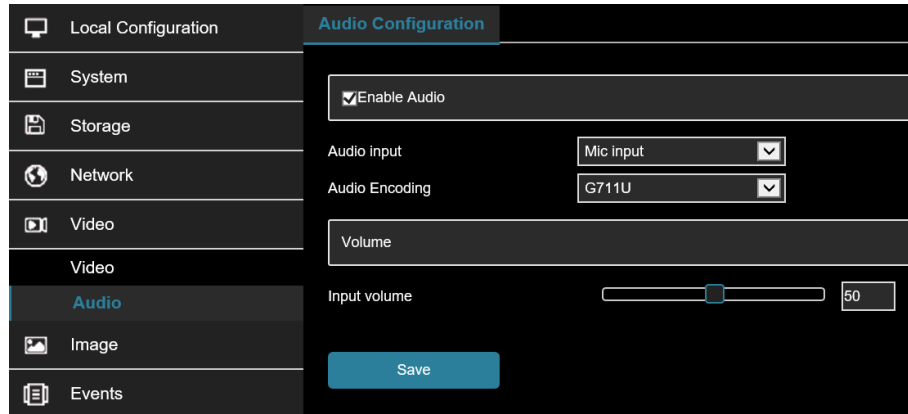 Local Configuration
System
Storage
Network
Video
Video
Audio
Image
Events
Audio Configuration
Enable Audio
Audio input Mic input
Audio Encoding G711U
Volume
Input volume 50
Save